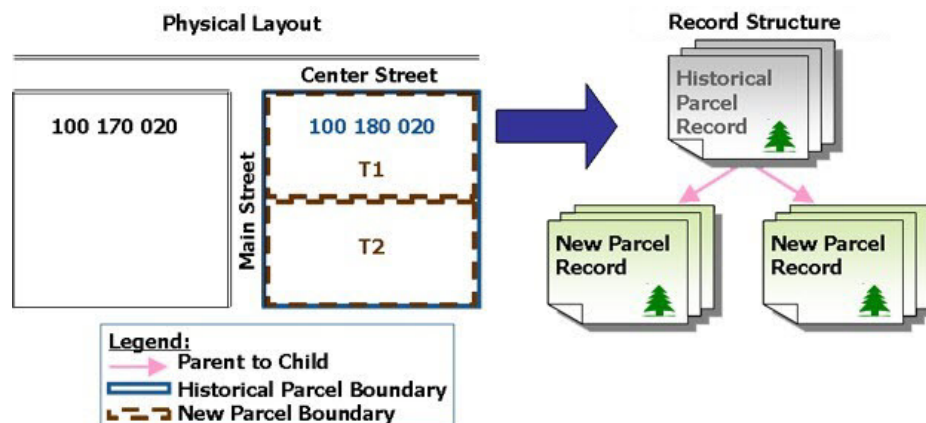 Physical Layout
Record Structure
Center Street
100 170 020
100 180 020
T1
Main Street
T2
Historical
Parcel
Record
New Parcel
Record
New Parcel
Record
Legend:
Parent to Child
Historical Parcel Boundary
New Parcel Boundary